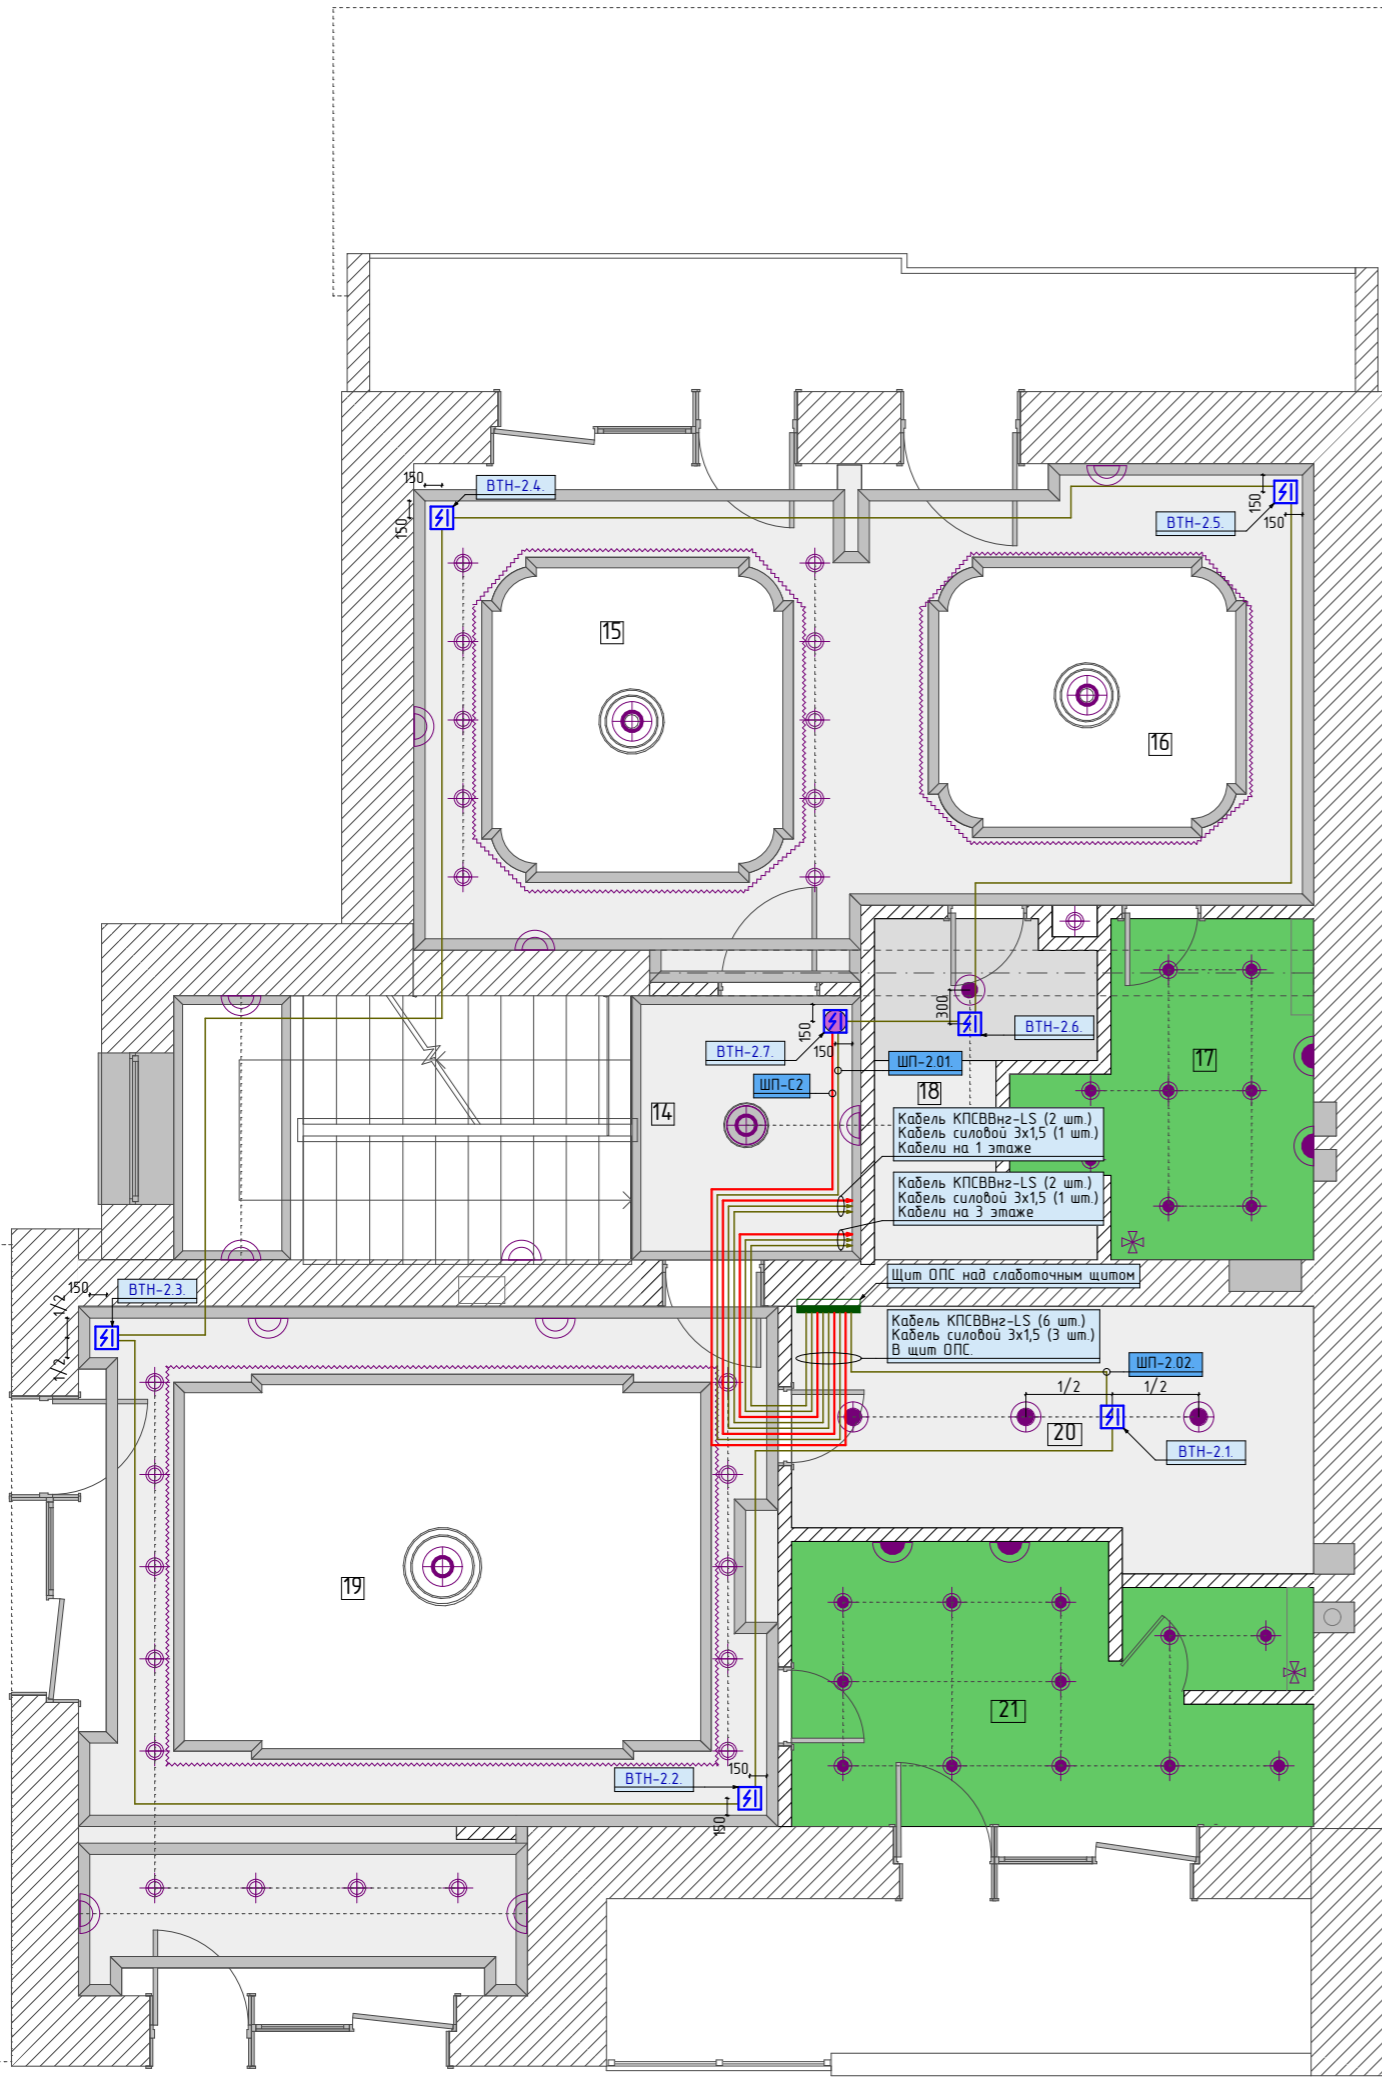 150
ВТН-2.4.
150
150
ВТН-2.5.
150
15
16
300
150
ВТН-2.6.
ВТН-2.7.
150
ШП-2.01.
17
ШП-С2
18
14
Кабель КПСВВнг-LS (2 шт.)
Кабель силовой 3х1,5 (1 шт.)
Кабели на 1 этаже
Кабель КПСВВнг-LS (2 шт.)
Кабель силовой 3х1,5 (1 шт.)
Кабели на 3 этаже
Щит ОПС над слаботочным щитом
150
ВТН-2.3.
1/2
1/2
Кабель КПСВВнг-LS (6 шт.)
Кабель силовой 3х1,5 (3 шт.)
В щит ОПС.
ШП-2.02.
1/2
1/2
20
ВТН-2.1.
19
21
150
ВТН-2.2.
150